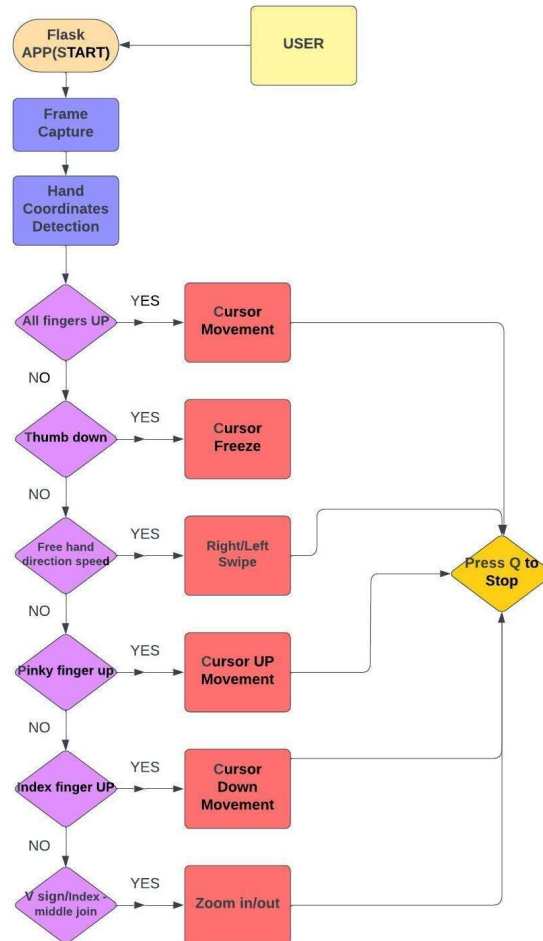 Flask
APP(START)
USER
Frame
Capture
Hand
Coordinates
Detection
All fingers UP
YES
Cursor
Movement
NO
Thumb down
YES
Cursor
Freeze
NO
Free hand
direction speed
YES
Right/Left
Swipe
Press Q to
Stop
NO
Pinky finger up
YES
Cursor UP
Movement
NO
Index finger UP
YES
Cursor
Down
Movement
NO
V sign/Index -
middle join
YES
Zoom in/out